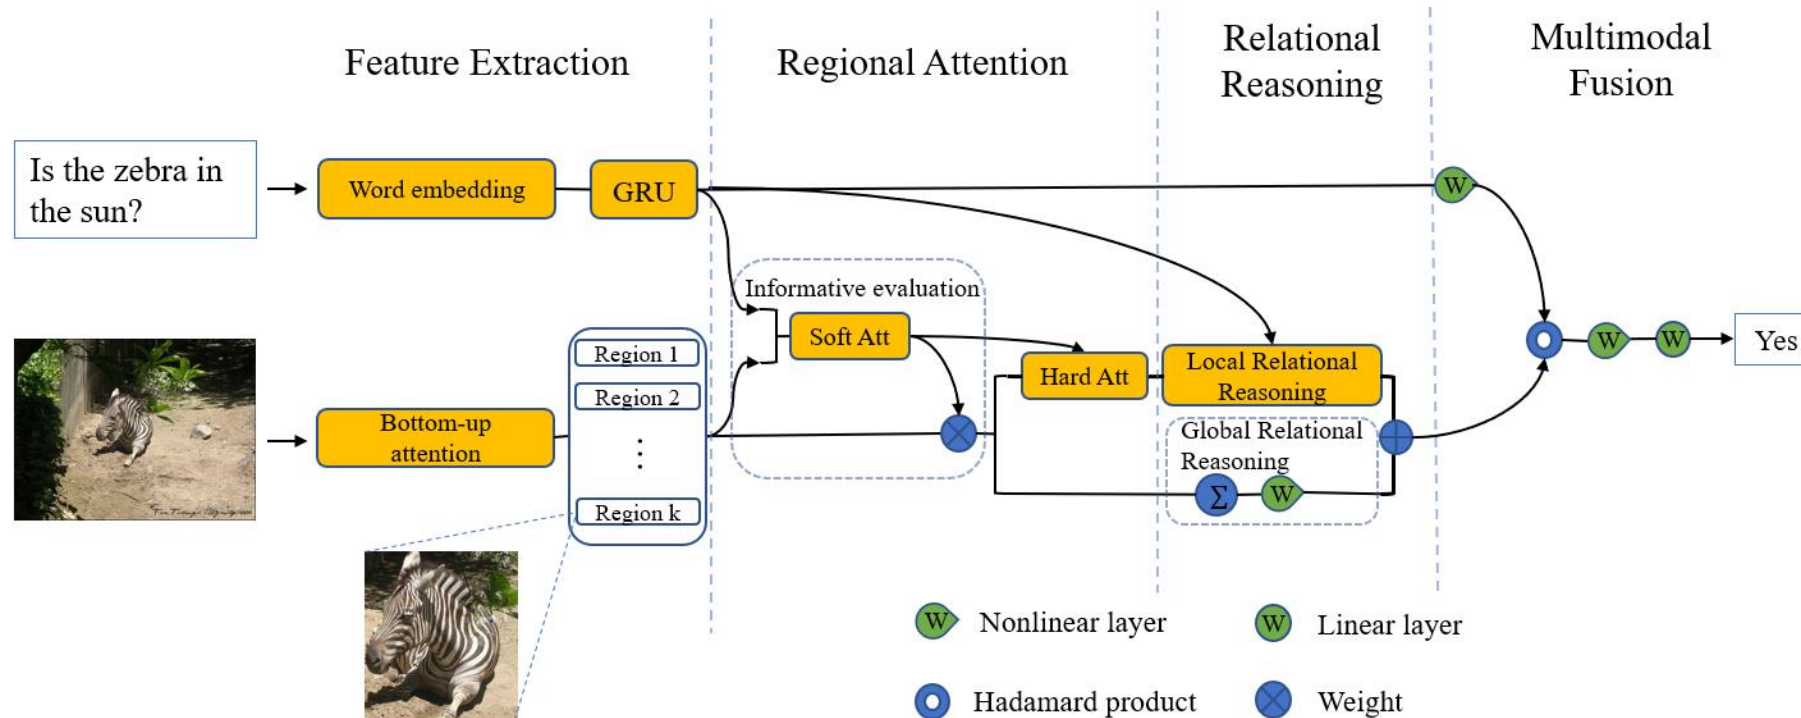 Feature Extraction
Regional Attention
Relational
Reasoning
Multimodal
Fusion
Is the zebra in
the sun?
Word embedding
GRU
W
Informative evaluation
Soft Att
Hard Att
Local Relational
Reasoning
W
W
Yes
Bottom-up
attention
Region 1
Region 2
⋮
Region k
Global Relational
Reasoning
Σ
W
W
Nonlinear layer
W
Linear layer
Hadamard product
Weight